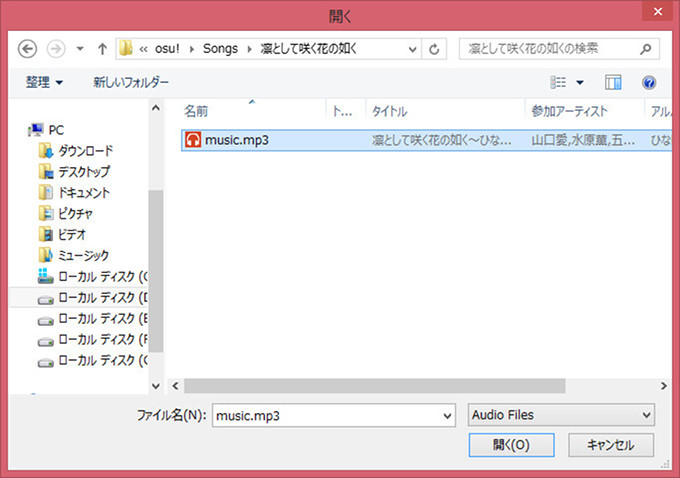 開く
« osu! Songs 凛として咲く花の如く 凛として咲く花の如くの検索
整理 新しいフォルダー
名前 ト... タイトル 参加アーティスト アル
music.mp3 凛として咲く花の如く~ひな... 山口愛,水原薫,五... ひな
PC
ダウンロード
デスクトップ
ドキュメント
ピクチャ
ビデオ
ミュージック
ローカル ディスク (C
ローカル ディスク (D
ローカル ディスク (E
ローカル ディスク (F
ローカル ディスク (G
ファイル名(N): music.mp3 Audio Files
開く(O) キャンセル